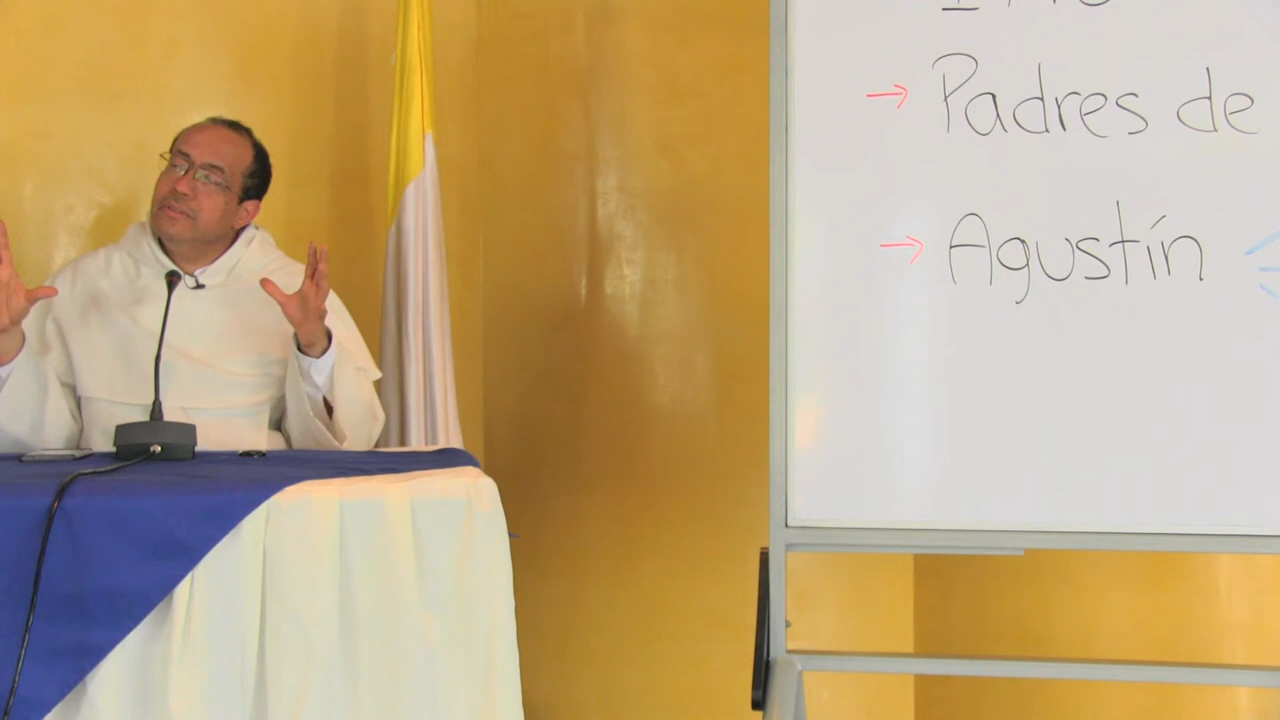 → Padres de
→ Agustín